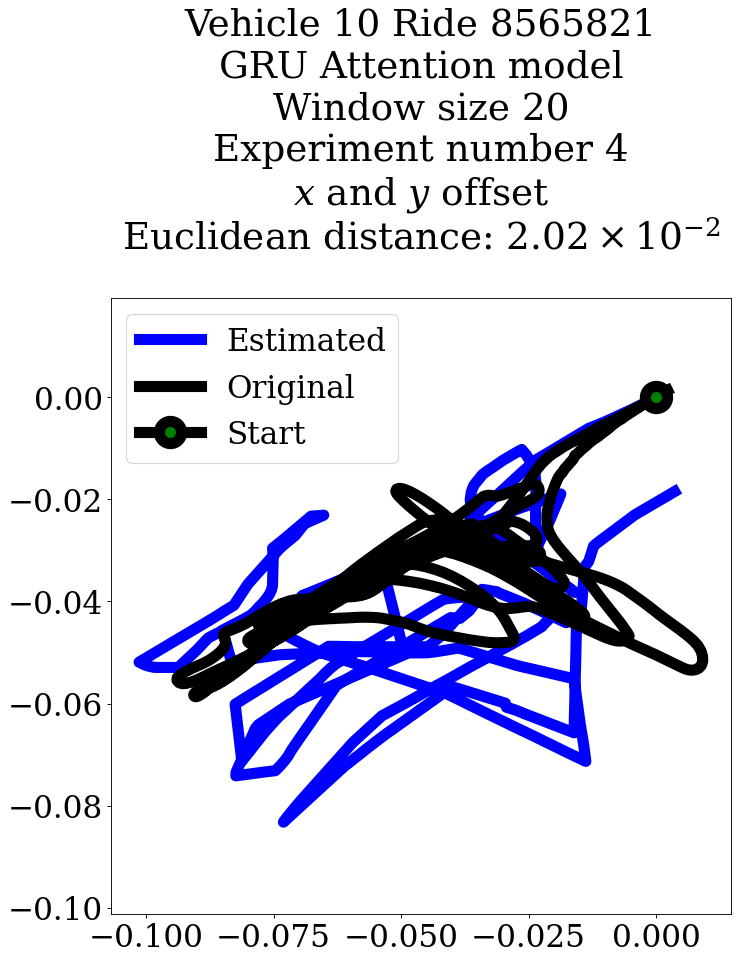 Vehicle 10 Ride 8565821
GRU Attention model
Window size 20
Experiment number 4
x and y offset
Euclidean distance: 2.02 × 10⁻²
Estimated
Original
Start
0.00
−0.02
−0.04
−0.06
−0.08
−0.10
−0.100 −0.075 −0.050 −0.025 0.000